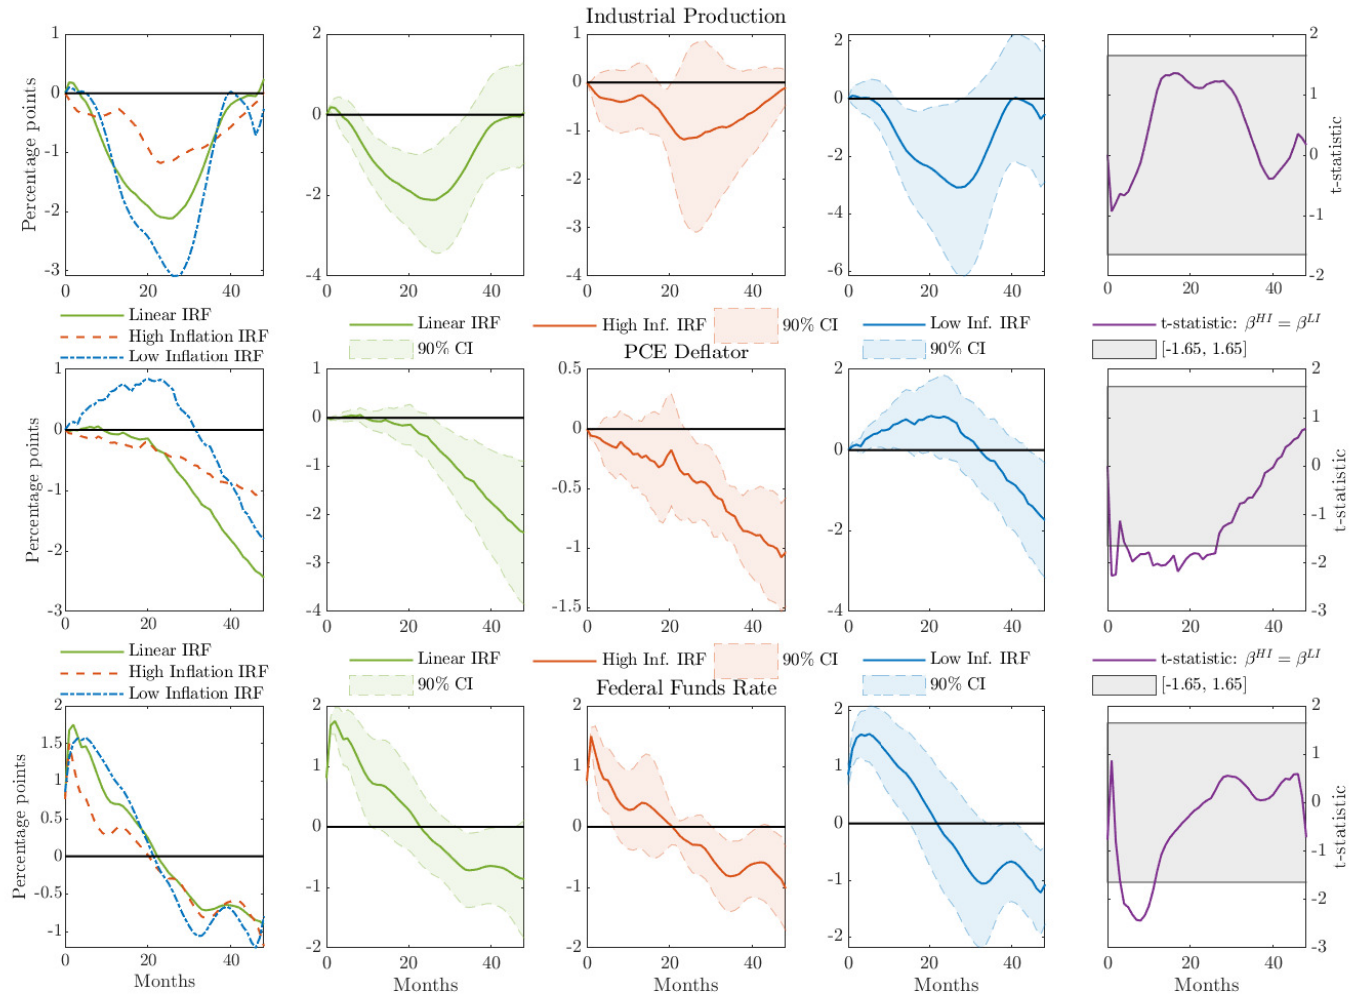 Industrial Production
Percentage points
1
0
-1
-2
-3
0 20 40
2
0
-2
-4
0 20 40
1
0
-1
-2
-3
-4
0 20 40
2
0
-2
-4
-6
0 20 40
2
1
0
-1
-2
0 20 40
t-statistic
Linear IRF
High Inflation IRF
Low Inflation IRF
Linear IRF
90% CI
High Inf. IRF
90% CI
Low Inf. IRF
90% CI
t-statistic: β^HI = β^LI
[-1.65, 1.65]
PCE Deflator
Percentage points
1
0
-1
-2
-3
0 20 40
1
0
-1
-2
-3
-4
0 20 40
0.5
0
-0.5
-1
-1.5
0 20 40
2
0
-2
-4
0 20 40
2
1
0
-1
-2
-3
0 20 40
t-statistic
Linear IRF
High Inflation IRF
Low Inflation IRF
Linear IRF
90% CI
High Inf. IRF
90% CI
Low Inf. IRF
90% CI
t-statistic: β^HI = β^LI
[-1.65, 1.65]
Federal Funds Rate
Percentage points
2
1.5
1
0.5
0
-0.5
-1
0 20 40
Months
2
1
0
-1
-2
0 20 40
Months
2
1
0
-1
-2
0 20 40
Months
2
1
0
-1
-2
0 20 40
Months
2
1
0
-1
-2
-3
0 20 40
Months
t-statistic